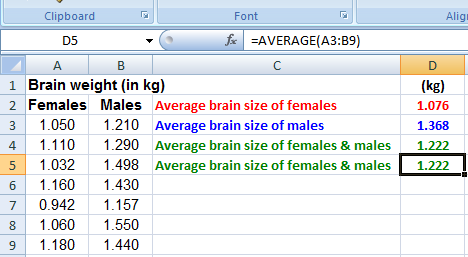 Clipboard Font Alig
D5 fx =AVERAGE(A3:B9)
A B C D
1 Brain weight (in kg) (kg)
2 Females Males Average brain size of females 1.076
3 1.050 1.210 Average brain size of males 1.368
4 1.110 1.290 Average brain size of females & males 1.222
5 1.032 1.498 Average brain size of females & males 1.222
6 1.160 1.430
7 0.942 1.157
8 1.060 1.550
9 1.180 1.440